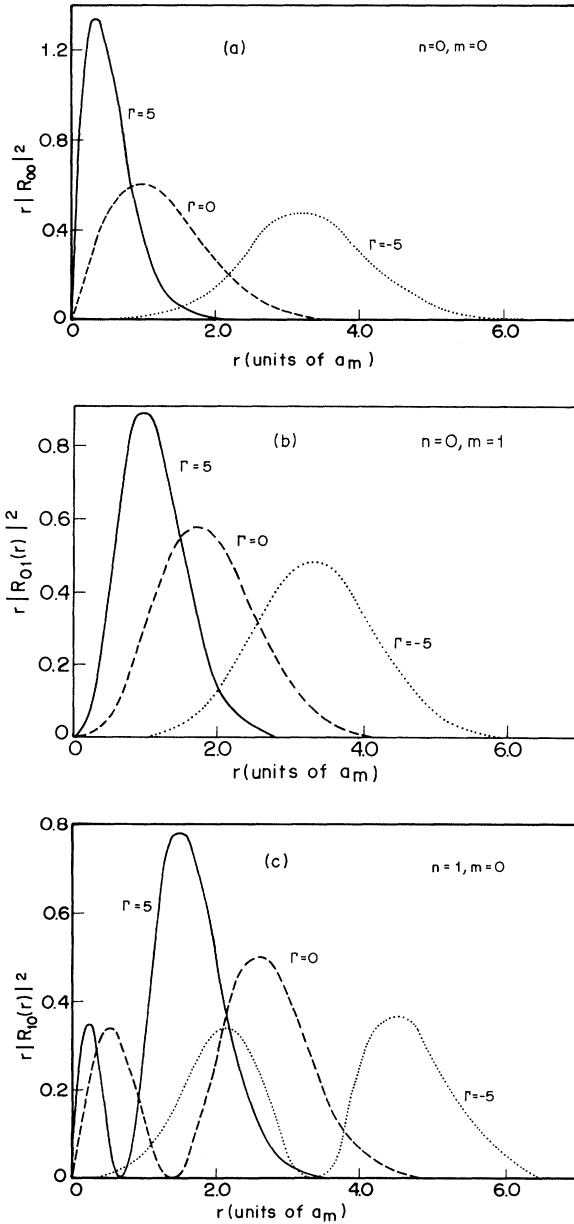 (a)
n=0, m=0
1.2
0.8
04
0
r|R₀₀|²
Γ=5
Γ=0
Γ=-5
0
2.0
4.0
6.0
r (units of aₘ)
(b)
n=0, m=1
0.8
0.6
0.4
0.2
0
r|R₀₁(r)|²
Γ=5
Γ=0
Γ=-5
0
2.0
4.0
6.0
r (units of aₘ)
0.8
(c)
n=1, m=0
0.6
0.4
0.2
0
r|R₁₀(r)|²
Γ=5
Γ=0
Γ=-5
0
2.0
4.0
6.0
r (units of aₘ)